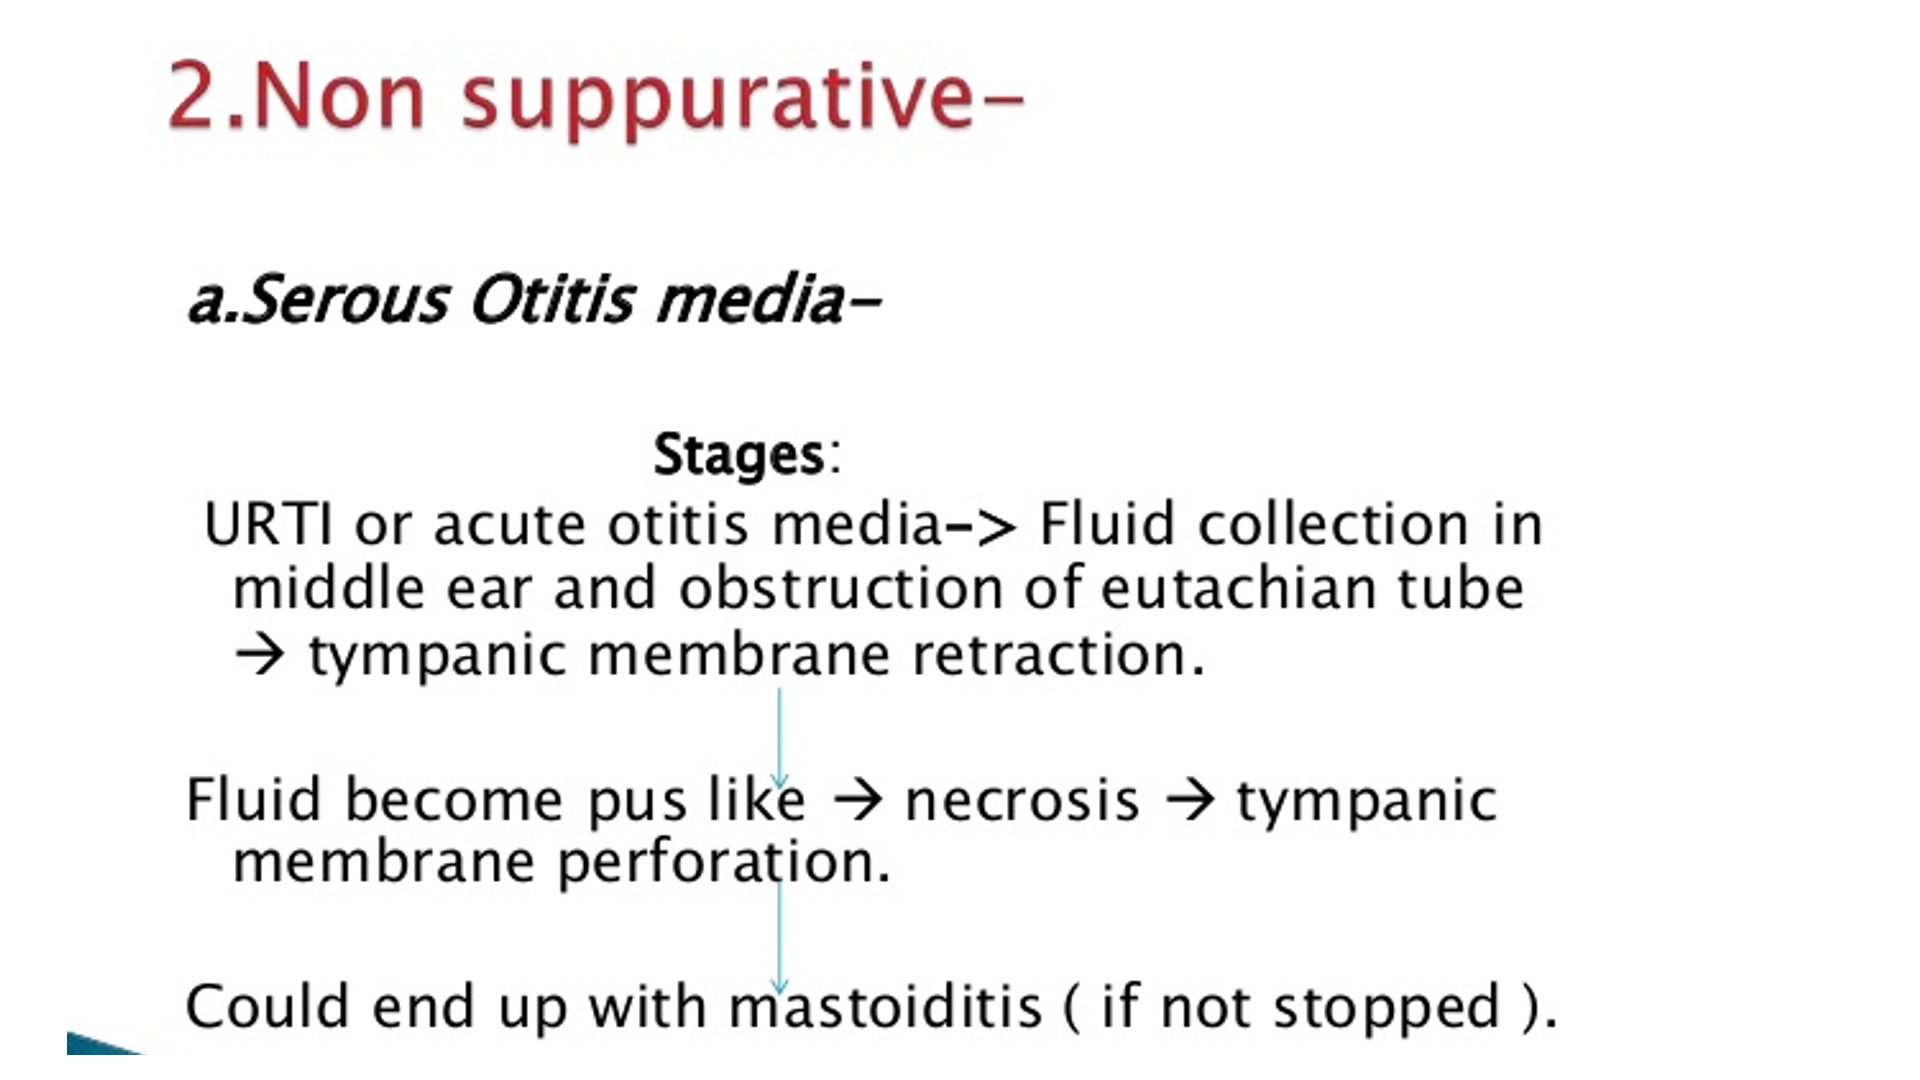 2.Non suppurative-
a.Serous Otitis media-
Stages:
URTI or acute otitis media-> Fluid collection in
middle ear and obstruction of eutachian tube
→ tympanic membrane retraction.
Fluid become pus like → necrosis → tympanic
membrane perforation.
Could end up with mastoiditis ( if not stopped ).